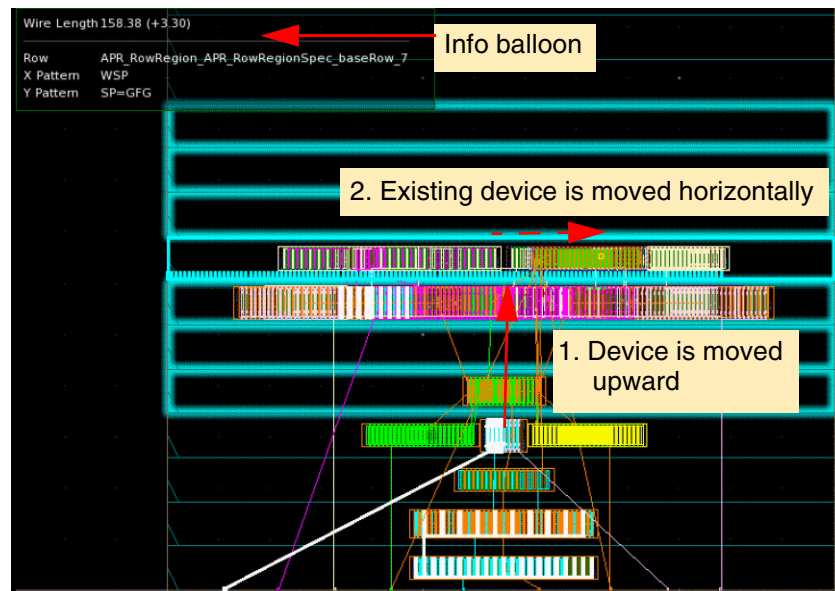 Wire Length 158.38 (+3.30)
Info balloon
Row APR_RowRegion_APR_RowRegionSpec_baseRow_7
X Pattern WSP
Y Pattern SP=GFG
2. Existing device is moved horizontally
1. Device is moved
upward